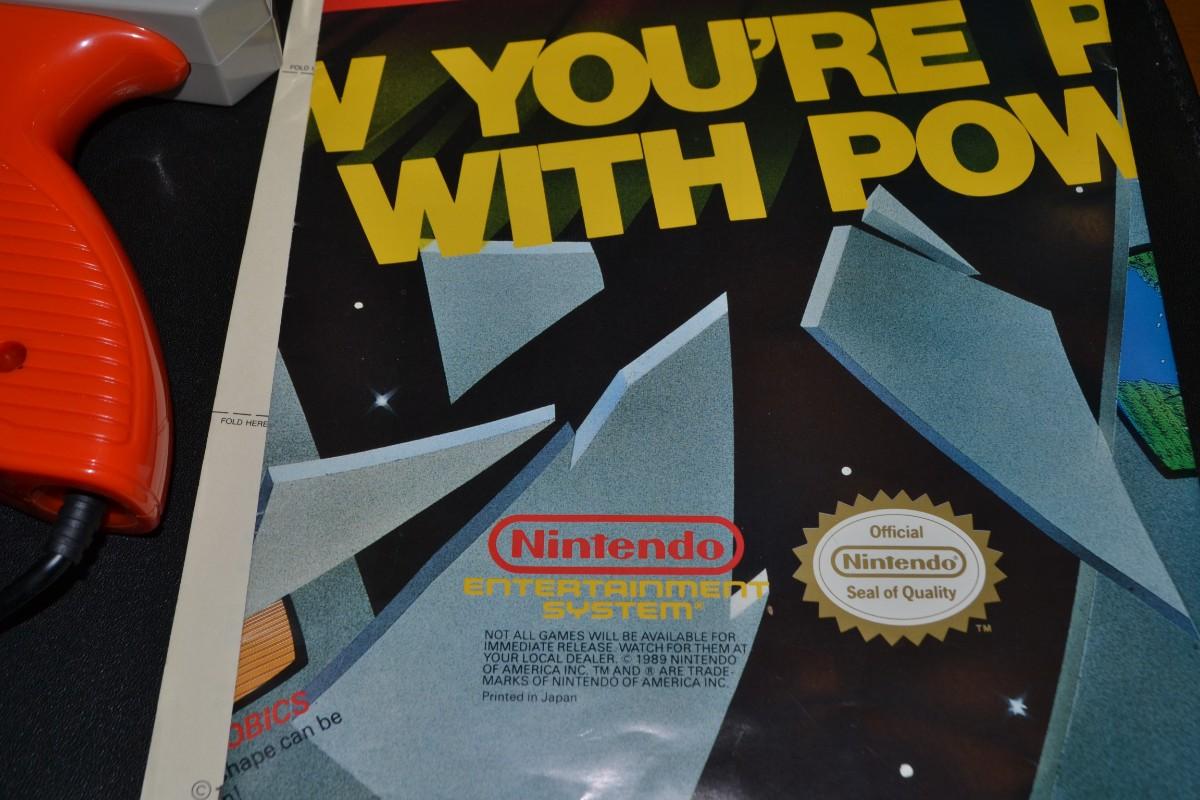 YOU'RE
WITH POW
FOLD
FOLD HERE
Nintendo
ENTERTAINMENT
SYSTEM®
NOT ALL GAMES WILL BE AVAILABLE FOR
IMMEDIATE RELEASE. WATCH FOR THEM AT
YOUR LOCAL DEALER. © 1989 NINTENDO
OF AMERICA INC. TM AND ® ARE TRADE-
MARKS OF NINTENDO OF AMERICA INC.
Printed in Japan
Official
Nintendo®
Seal of Quality
TM
OBICS
shape can be
©